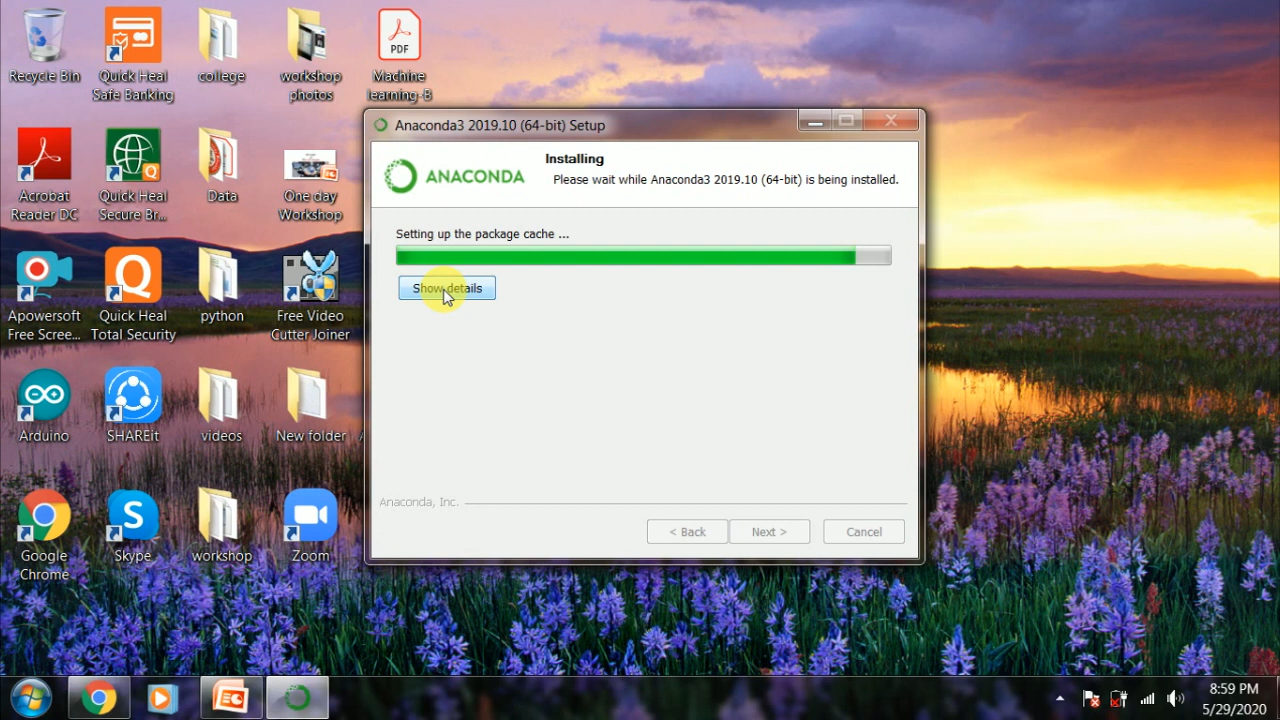 Recycle Bin
Quick Heal
Safe Banking
college
workshop
photos
PDF
Machine
learning-B
Acrobat
Reader DC
Quick Heal
Secure Br...
Data
One day
Workshop
Apowersoft
Free Scree...
Quick Heal
Total Security
python
Free Video
Cutter Joiner
Arduino
SHAREit
videos
New folder
Google
Chrome
Skype
workshop
Zoom
Anaconda3 2019.10 (64-bit) Setup
ANACONDA
Installing
Please wait while Anaconda3 2019.10 (64-bit) is being installed.
Setting up the package cache ...
Show details
Anaconda, Inc.
< Back
Next >
Cancel
8:59 PM
5/29/2020